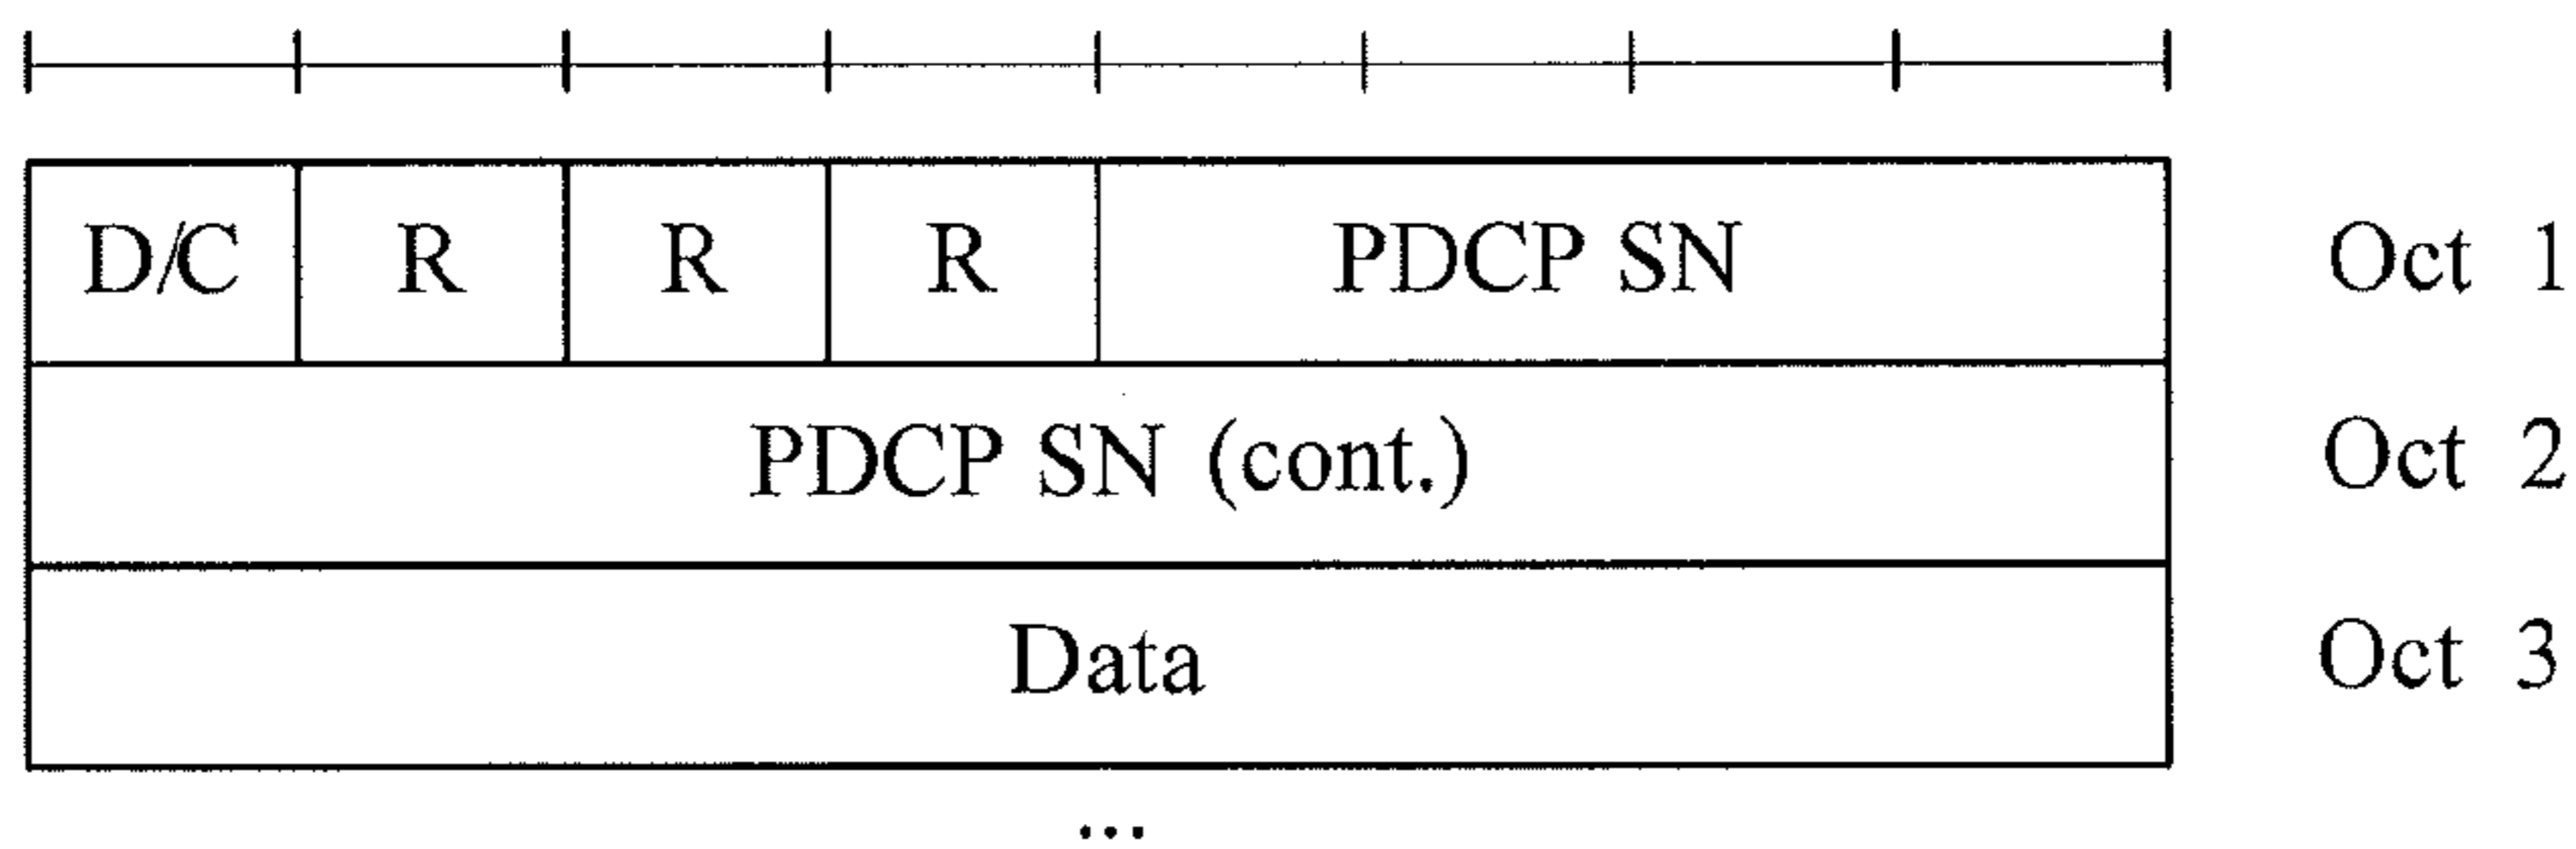 D/C R R R PDCP SN Oct 1
PDCP SN (cont.) Oct 2
Data Oct 3
...